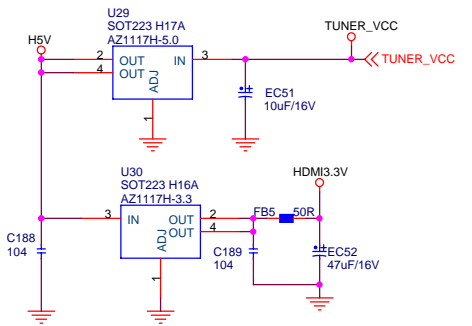 U29
SOT223 H17A
AZ1117H-5.0
H5V
TUNER_VCC
2
OUT
IN
3
TUNER_VCC
4
OUT
ADJ
1
EC51
10uF/16V
U30
SOT223 H16A
AZ1117H-3.3
HDMI3.3V
3
IN
OUT
2
FB5
50R
OUT
4
ADJ
1
C188
104
C189
104
EC52
47uF/16V